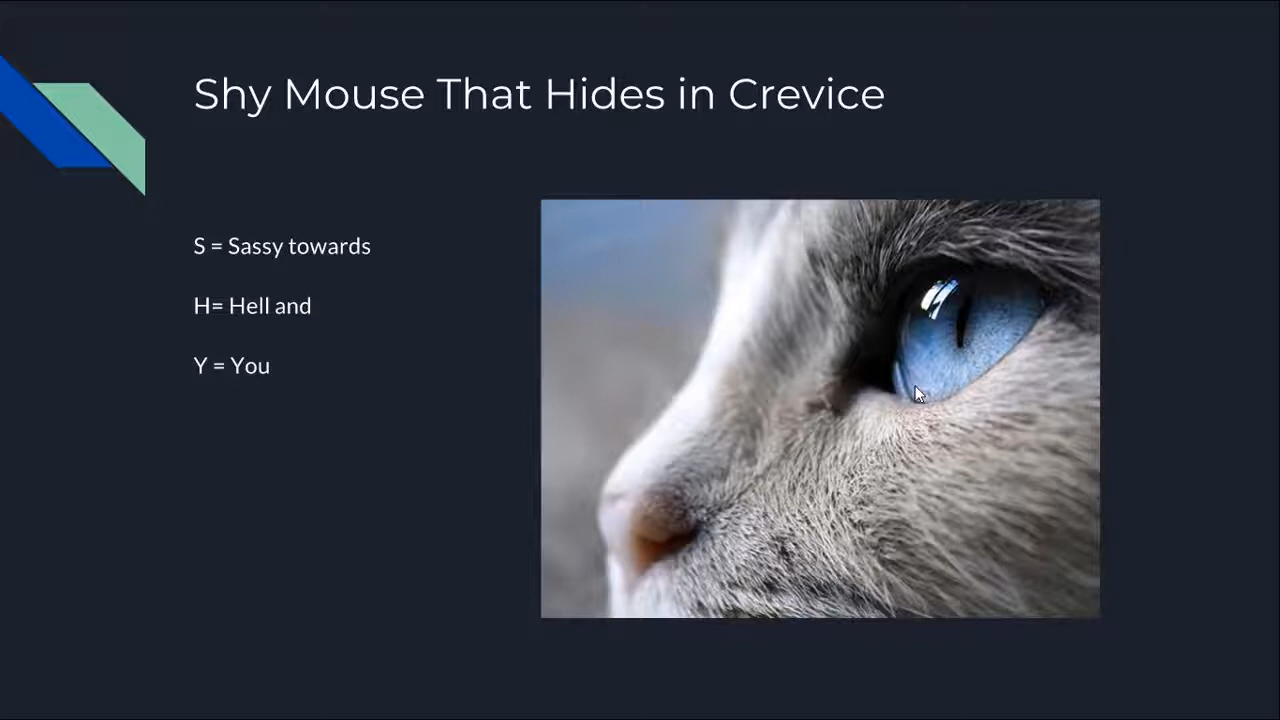 Shy Mouse That Hides in Crevice
S = Sassy towards
H= Hell and
Y = You